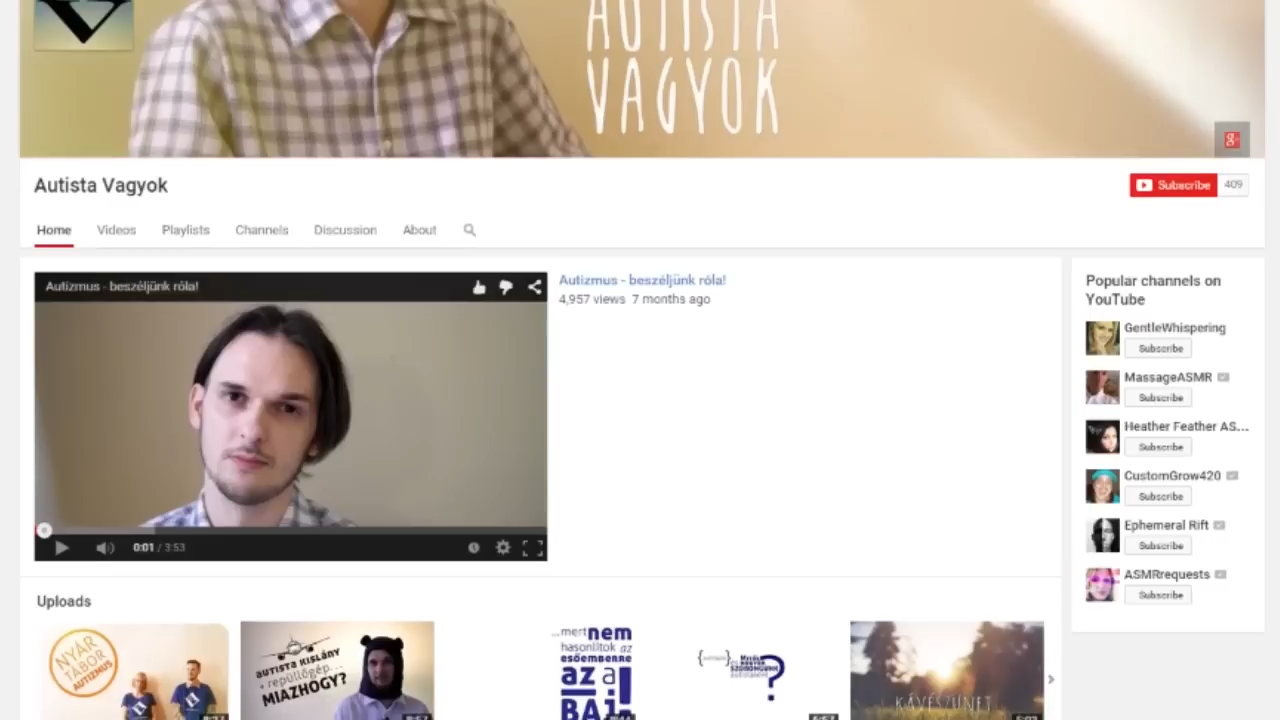 AUTISTA
VAGYOK
Autista Vagyok
Subscribe 409
Home Videos Playlists Channels Discussion About
Autizmus - beszéljünk róla!
Autizmus - beszéljünk róla!
4,957 views 7 months ago
0:01 / 3:53
Popular channels on
YouTube
GentleWhispering
Subscribe
MassageASMR
Subscribe
Heather Feather AS...
Subscribe
CustomGrow420
Subscribe
Ephemeral Rift
Subscribe
ASMRrequests
Subscribe
Uploads
NYÁRI
TÁBOR
AUTIZMUS
AUTISTA KISLÁNY
+ repülőgép...
MIAZHOGY?
...mert nem
hasonlítok az
esőemberre
az a
BAJ!
KÁVÉSZÜNET